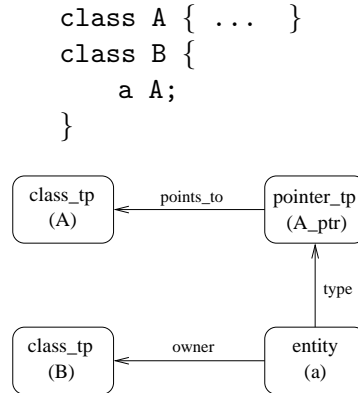 class A { ... }
class B {
a A;
}
class_tp
(A)
points_to
pointer_tp
(A_ptr)
type
class_tp
(B)
owner
entity
(a)